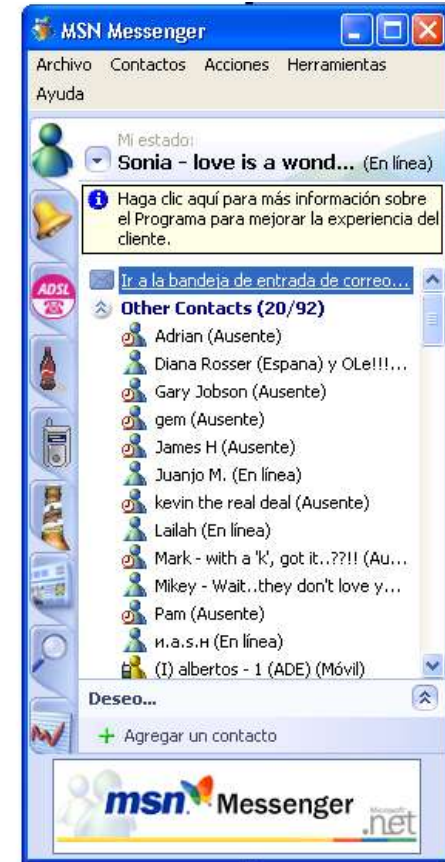 MSN Messenger
Archivo Contactos Acciones Herramientas
Ayuda
Mi estado:
Sonia - love is a wond... (En línea)
Haga clic aquí para más información sobre
el Programa para mejorar la experiencia del
cliente.
ADSL
Ir a la bandeja de entrada de correo...
Other Contacts (20/92)
Adrian (Ausente)
Diana Rosser (Espana) y OLe!!!...
Gary Jobson (Ausente)
gem (Ausente)
James H (Ausente)
Juanjo M. (En línea)
kevin the real deal (Ausente)
Lailah (En línea)
Mark - with a 'k', got it..??!! (Au...
Mikey - Wait..they don't love y...
Pam (Ausente)
и.a.s.н (En línea)
(I) albertos - 1 (ADE) (Móvil)
Deseo...
+ Agregar un contacto
msn Messenger
Microsoft
.net